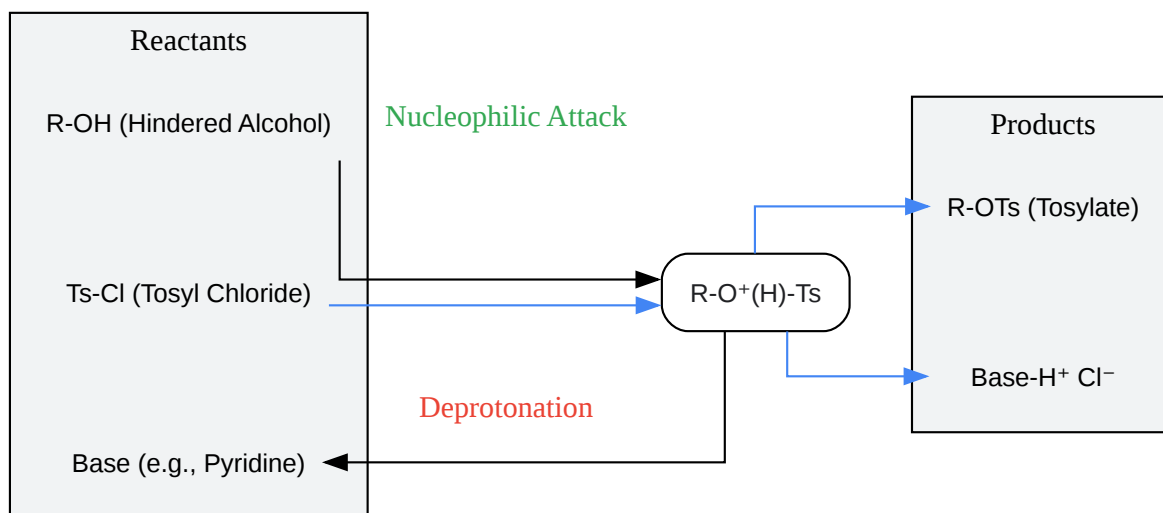 Reactants
R-OH (Hindered Alcohol)
Nucleophilic Attack
Products
R-OTs (Tosylate)
Ts-Cl (Tosyl Chloride)
R-O⁺(H)-Ts
Base-H⁺ Cl⁻
Deprotonation
Base (e.g., Pyridine)